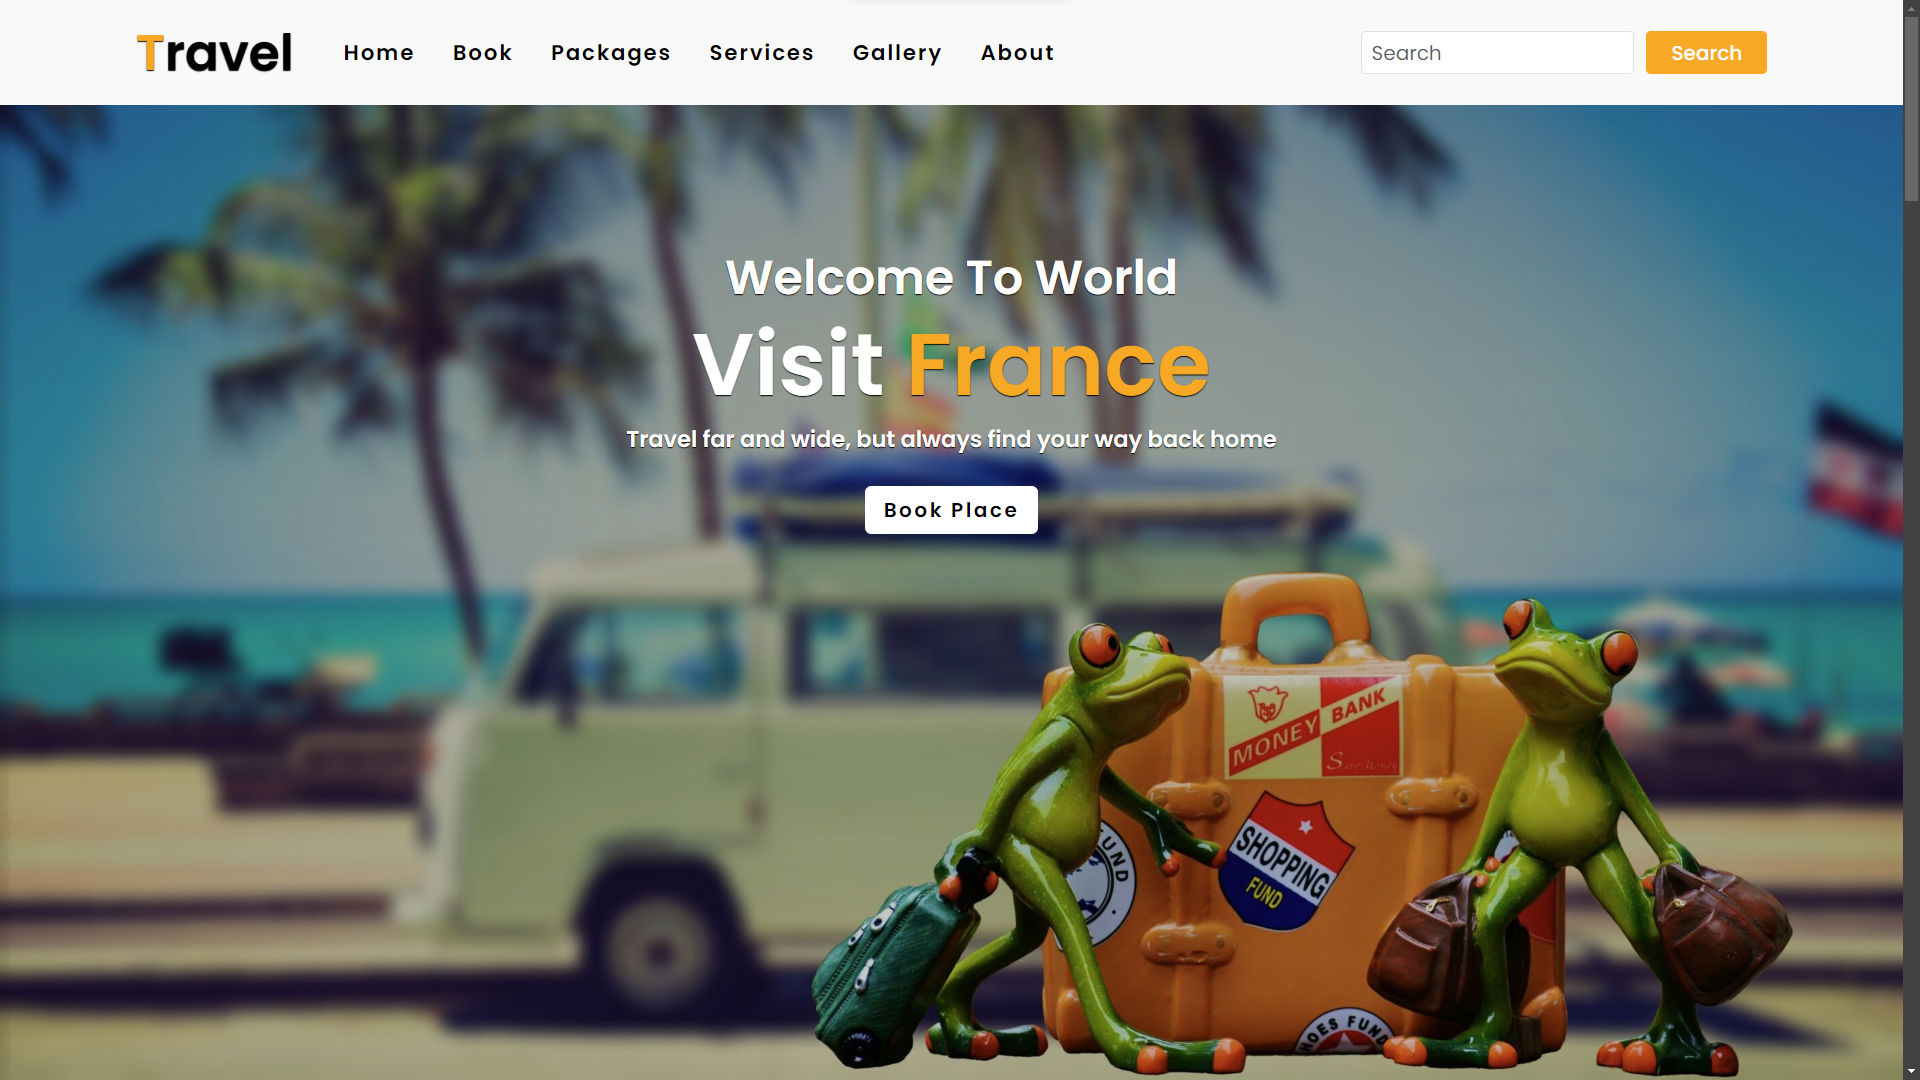 Travel
Home Book Packages Services Gallery About
Search
Search
Welcome To World
Visit France
Travel far and wide, but always find your way back home
Book Place
MONEY BANK
Save Money
SHOPPING
FUND
UND
OES FUN